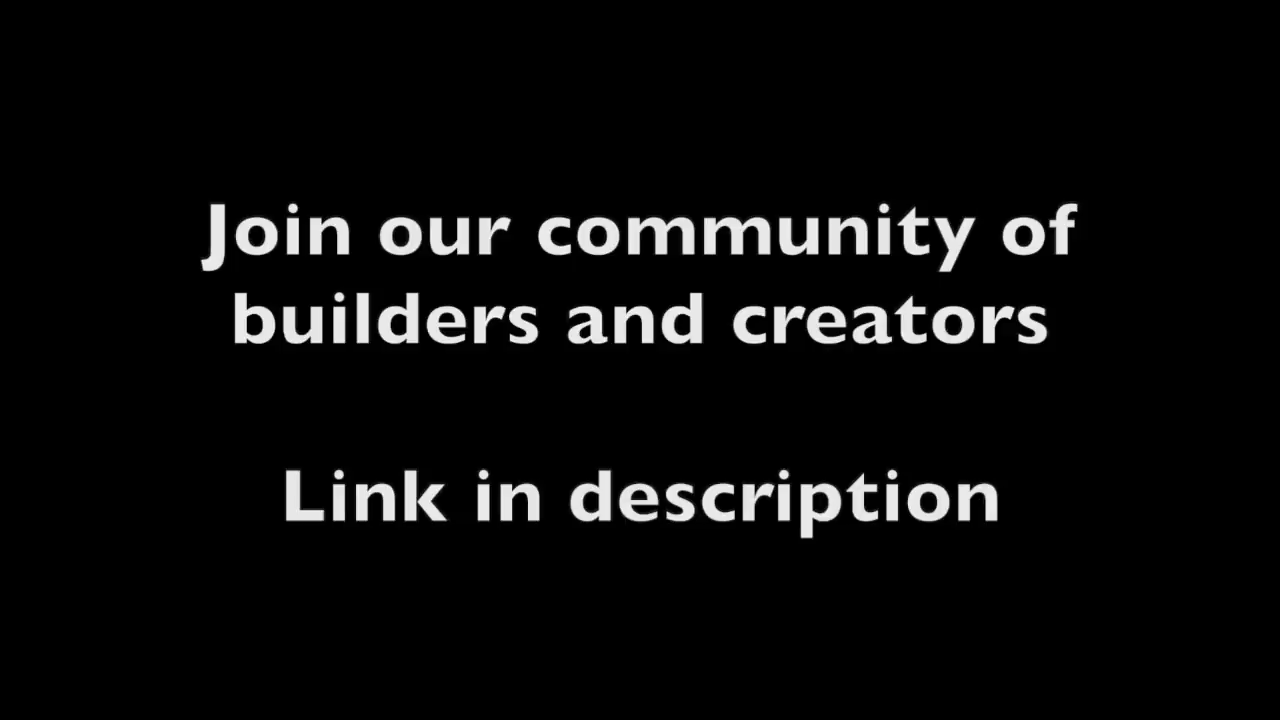 Join our community of
builders and creators
Link in description